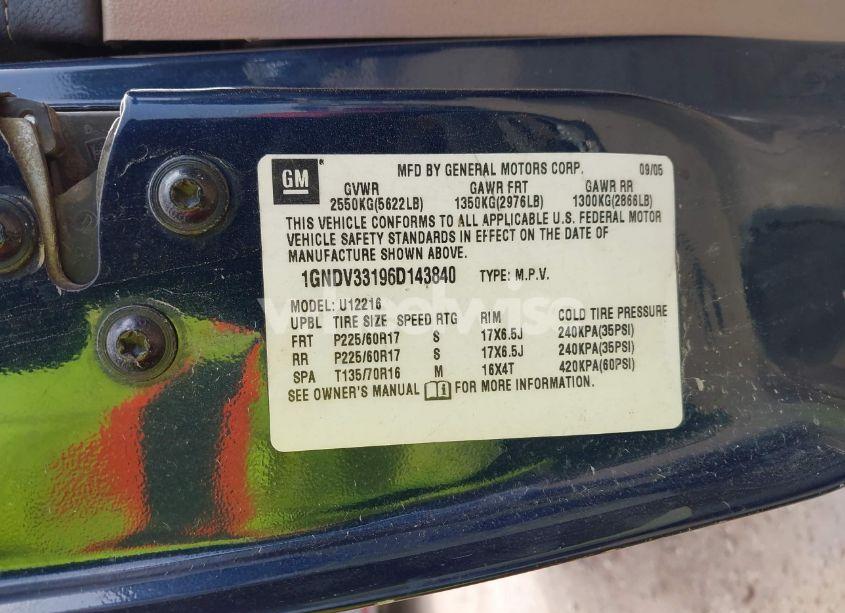 GM
MFD BY GENERAL MOTORS CORP. 09/05
GVWR GAWR FRT GAWR RR
2550KG(5622LB) 1350KG(2976LB) 1300KG(2866LB)
THIS VEHICLE CONFORMS TO ALL APPLICABLE U.S. FEDERAL MOTOR
VEHICLE SAFETY STANDARDS IN EFFECT ON THE DATE OF
MANUFACTURE SHOWN ABOVE.
1GNDV33196D143840 TYPE: M.P.V.
MODEL: U12216
UPBL TIRE SIZE SPEED RTG RIM COLD TIRE PRESSURE
FRT P225/60R17 S 17X6.5J 240KPA(35PSI)
RR P225/60R17 S 17X6.5J 240KPA(35PSI)
SPA T135/70R16 M 16X4T 420KPA(60PSI)
SEE OWNER'S MANUAL FOR MORE INFORMATION.